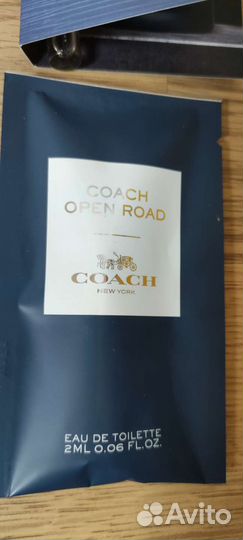 COACH
OPEN ROAD
COACH
NEW YORK
EAU DE TOILETTE
2ML 0.06 FL.OZ.
Avito